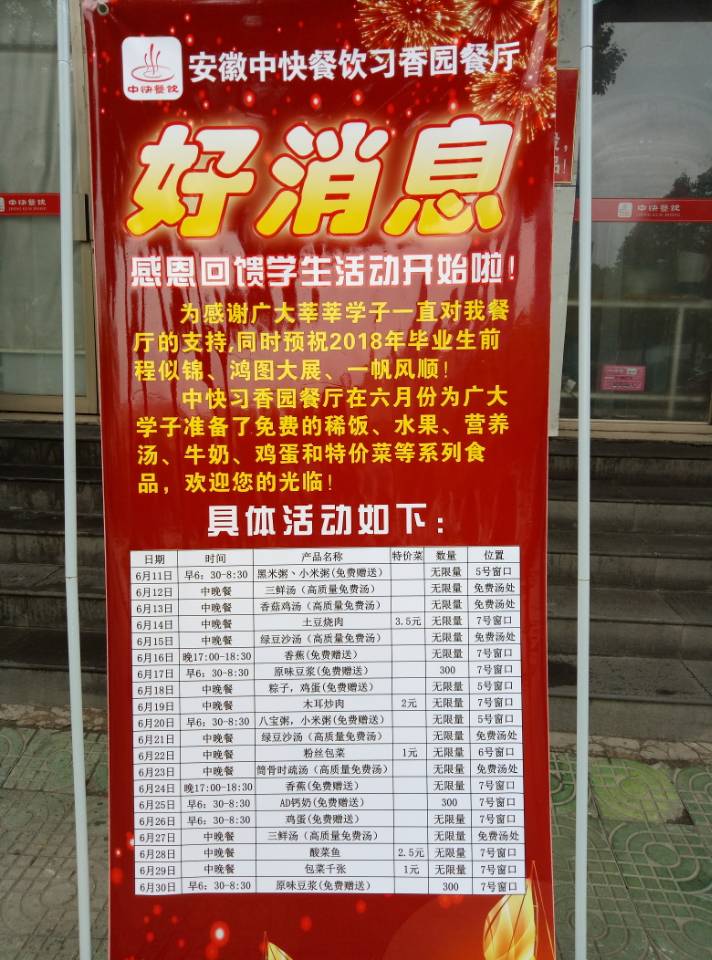 中快餐饮
安徽中快餐饮习香园餐厅
好消息
感恩回馈学生活动开始啦！
为感谢广大莘莘学子一直对我餐
厅的支持,同时预祝2018年毕业生前
程似锦、鸿图大展、一帆风顺！
中快习香园餐厅在六月份为广大
学子准备了免费的稀饭、水果、营养
汤、牛奶、鸡蛋和特价菜等系列食
品，欢迎您的光临！
具体活动如下：
日期 时间 产品名称 特价菜 数量 位置
6月11日 早6：30-8:30 黑米粥、小米粥(免费赠送) 无限量 5号窗口
6月12日 中晚餐 三鲜汤（高质量免费汤） 无限量 免费汤处
6月13日 中晚餐 香菇鸡汤（高质量免费汤） 无限量 免费汤处
6月14日 中晚餐 土豆烧肉 3.5元 无限量 7号窗口
6月15日 中晚餐 绿豆沙汤（高质量免费汤） 无限量 免费汤处
6月16日 晚17:00-18:30 香蕉(免费赠送) 无限量 7号窗口
6月17日 早6：30-8:30 原味豆浆(免费赠送) 300 7号窗口
6月18日 中晚餐 粽子，鸡蛋(免费赠送) 无限量 5号窗口
6月19日 中晚餐 木耳炒肉 2元 无限量 7号窗口
6月20日 早6：30-8:30 八宝粥，小米粥(免费赠送) 无限量 5号窗口
6月21日 中晚餐 绿豆沙汤（高质量免费汤） 无限量 免费汤处
6月22日 中晚餐 粉丝包菜 1元 无限量 6号窗口
6月23日 中晚餐 筒骨时疏汤（高质量免费汤） 无限量 免费汤处
6月24日 晚17:00-18:30 香蕉(免费赠送) 无限量 7号窗口
6月25日 早6：30-8:30 AD钙奶(免费赠送) 300 7号窗口
6月26日 早6：30-8:30 鸡蛋(免费赠送) 无限量 7号窗口
6月27日 中晚餐 三鲜汤（高质量免费汤） 无限量 免费汤处
6月28日 中晚餐 酸菜鱼 2.5元 无限量 7号窗口
6月29日 中晚餐 包菜千张 1元 无限量 7号窗口
6月30日 早6：30-8:30 原味豆浆(免费赠送) 300 7号窗口
中快餐饮
中快餐饮